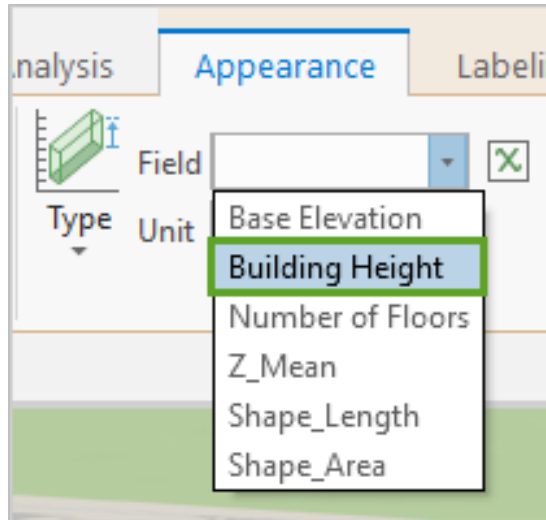 nalysis Appearance Labeli
Type
Field
Unit
Base Elevation
Building Height
Number of Floors
Z_Mean
Shape_Length
Shape_Area